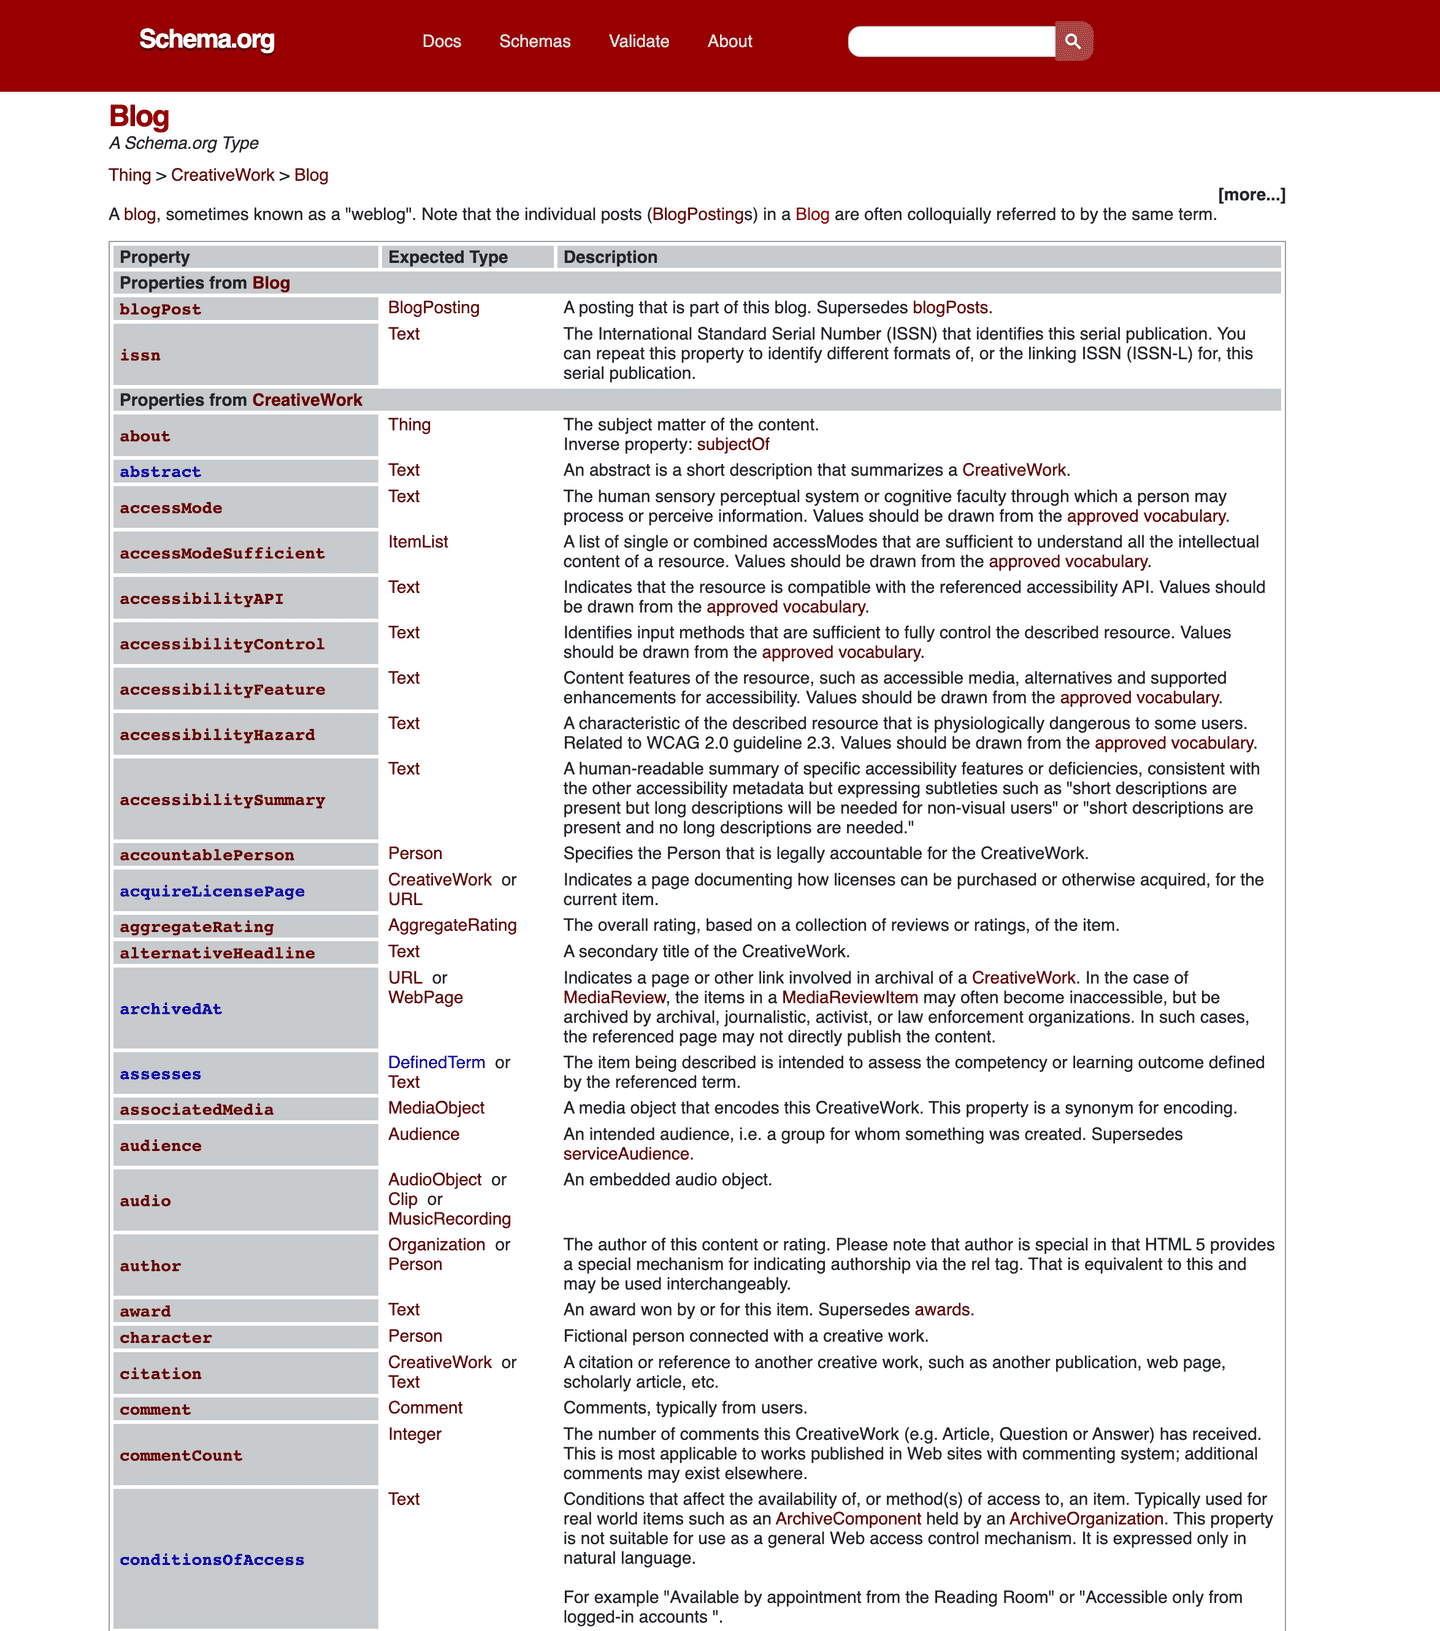 Schema.org
Docs Schemas Validate About
Blog
A Schema.org Type
Thing > CreativeWork > Blog
[more...]
A blog, sometimes known as a "weblog". Note that the individual posts (BlogPostings) in a Blog are often colloquially referred to by the same term.
Property Expected Type Description
Properties from Blog
blogPost BlogPosting A posting that is part of this blog. Supersedes blogPosts.
issn Text The International Standard Serial Number (ISSN) that identifies this serial publication. You
can repeat this property to identify different formats of, or the linking ISSN (ISSN-L) for, this
serial publication.
Properties from CreativeWork
about Thing The subject matter of the content.
Inverse property: subjectOf
abstract Text An abstract is a short description that summarizes a CreativeWork.
accessMode Text The human sensory perceptual system or cognitive faculty through which a person may
process or perceive information. Values should be drawn from the approved vocabulary.
accessModeSufficient ItemList A list of single or combined accessModes that are sufficient to understand all the intellectual
content of a resource. Values should be drawn from the approved vocabulary.
accessibilityAPI Text Indicates that the resource is compatible with the referenced accessibility API. Values should
be drawn from the approved vocabulary.
accessibilityControl Text Identifies input methods that are sufficient to fully control the described resource. Values
should be drawn from the approved vocabulary.
accessibilityFeature Text Content features of the resource, such as accessible media, alternatives and supported
enhancements for accessibility. Values should be drawn from the approved vocabulary.
accessibilityHazard Text A characteristic of the described resource that is physiologically dangerous to some users.
Related to WCAG 2.0 guideline 2.3. Values should be drawn from the approved vocabulary.
accessibilitySummary Text A human-readable summary of specific accessibility features or deficiencies, consistent with
the other accessibility metadata but expressing subtleties such as "short descriptions are
present but long descriptions will be needed for non-visual users" or "short descriptions are
present and no long descriptions are needed."
accountablePerson Person Specifies the Person that is legally accountable for the CreativeWork.
acquireLicensePage CreativeWork or Indicates a page documenting how licenses can be purchased or otherwise acquired, for the
URL current item.
aggregateRating AggregateRating The overall rating, based on a collection of reviews or ratings, of the item.
alternativeHeadline Text A secondary title of the CreativeWork.
archivedAt URL or Indicates a page or other link involved in archival of a CreativeWork. In the case of
WebPage MediaReview, the items in a MediaReviewItem may often become inaccessible, but be
archived by archival, journalistic, activist, or law enforcement organizations. In such cases,
the referenced page may not directly publish the content.
assesses DefinedTerm or The item being described is intended to assess the competency or learning outcome defined
Text by the referenced term.
associatedMedia MediaObject A media object that encodes this CreativeWork. This property is a synonym for encoding.
audience Audience An intended audience, i.e. a group for whom something was created. Supersedes
serviceAudience.
audio AudioObject or An embedded audio object.
Clip or
MusicRecording
author Organization or The author of this content or rating. Please note that author is special in that HTML 5 provides
Person a special mechanism for indicating authorship via the rel tag. That is equivalent to this and
may be used interchangeably.
award Text An award won by or for this item. Supersedes awards.
character Person Fictional person connected with a creative work.
citation CreativeWork or A citation or reference to another creative work, such as another publication, web page,
Text scholarly article, etc.
comment Comment Comments, typically from users.
commentCount Integer The number of comments this CreativeWork (e.g. Article, Question or Answer) has received.
This is most applicable to works published in Web sites with commenting system; additional
comments may exist elsewhere.
conditionsOfAccess Text Conditions that affect the availability of, or method(s) of access to, an item. Typically used for
real world items such as an ArchiveComponent held by an ArchiveOrganization. This property
is not suitable for use as a general Web access control mechanism. It is expressed only in
natural language.
For example "Available by appointment from the Reading Room" or "Accessible only from
logged-in accounts ".